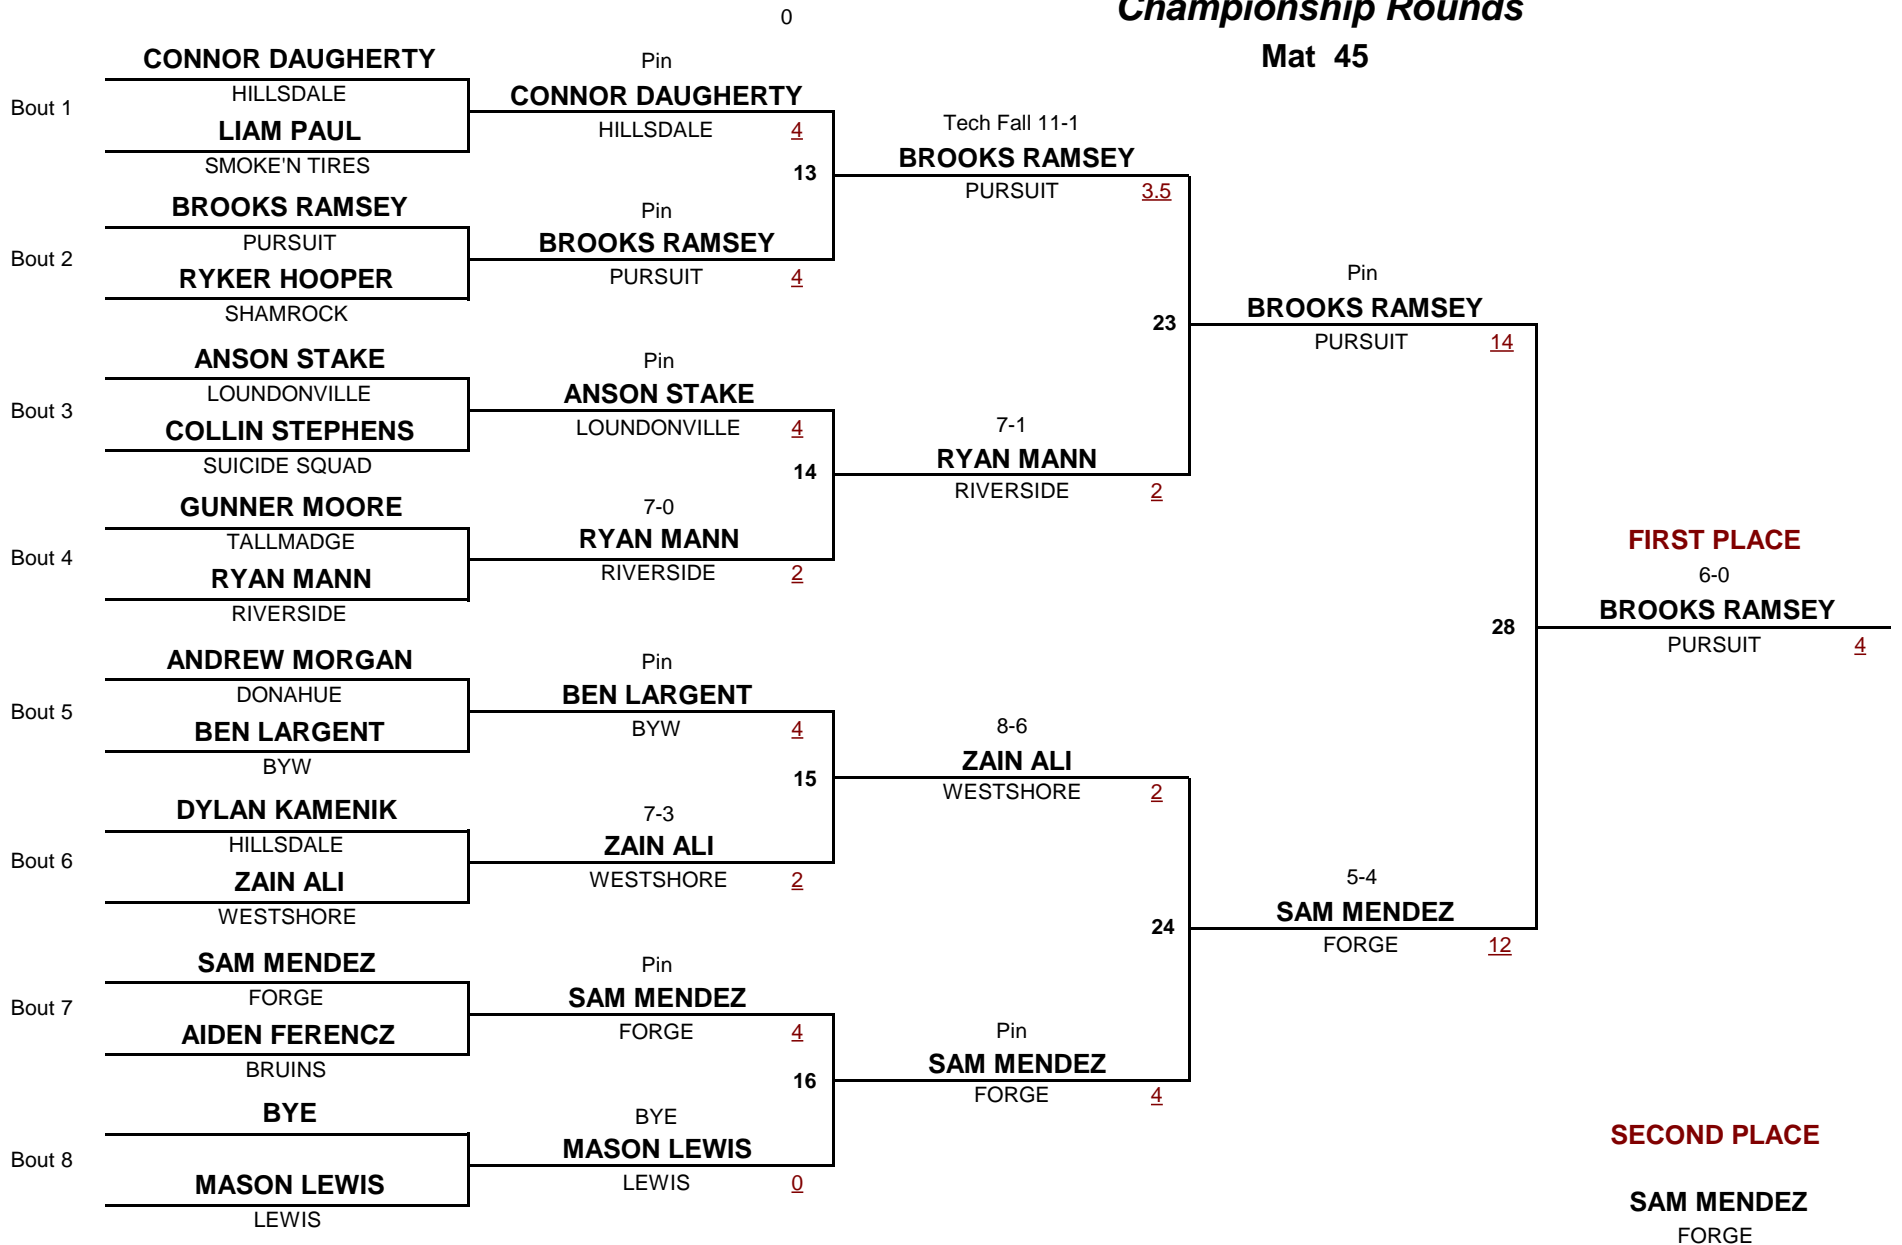 0
Championship Rounds
Mat 45
CONNOR DAUGHERTY
HILLSDALE
Bout 1
LIAM PAUL
SMOKE'N TIRES
BROOKS RAMSEY
PURSUIT
Bout 2
RYKER HOOPER
SHAMROCK
ANSON STAKE
LOUNDONVILLE
Bout 3
COLLIN STEPHENS
SUICIDE SQUAD
GUNNER MOORE
TALLMADGE
Bout 4
RYAN MANN
RIVERSIDE
ANDREW MORGAN
DONAHUE
Bout 5
BEN LARGENT
BYW
DYLAN KAMENIK
HILLSDALE
Bout 6
ZAIN ALI
WESTSHORE
SAM MENDEZ
FORGE
Bout 7
AIDEN FERENCZ
BRUINS
BYE
Bout 8
MASON LEWIS
LEWIS
Pin
CONNOR DAUGHERTY
HILLSDALE 4
13
Pin
BROOKS RAMSEY
PURSUIT 4
Pin
ANSON STAKE
LOUNDONVILLE 4
14
7-0
RYAN MANN
RIVERSIDE 2
Pin
BEN LARGENT
BYW 4
15
7-3
ZAIN ALI
WESTSHORE 2
Pin
SAM MENDEZ
FORGE 4
16
BYE
MASON LEWIS
LEWIS 0
Tech Fall 11-1
BROOKS RAMSEY
PURSUIT 3.5
23
7-1
RYAN MANN
RIVERSIDE 2
8-6
ZAIN ALI
WESTSHORE 2
24
Pin
SAM MENDEZ
FORGE 4
Pin
BROOKS RAMSEY
PURSUIT 14
28
5-4
SAM MENDEZ
FORGE 12
FIRST PLACE
6-0
BROOKS RAMSEY
PURSUIT 4
SECOND PLACE
SAM MENDEZ
FORGE